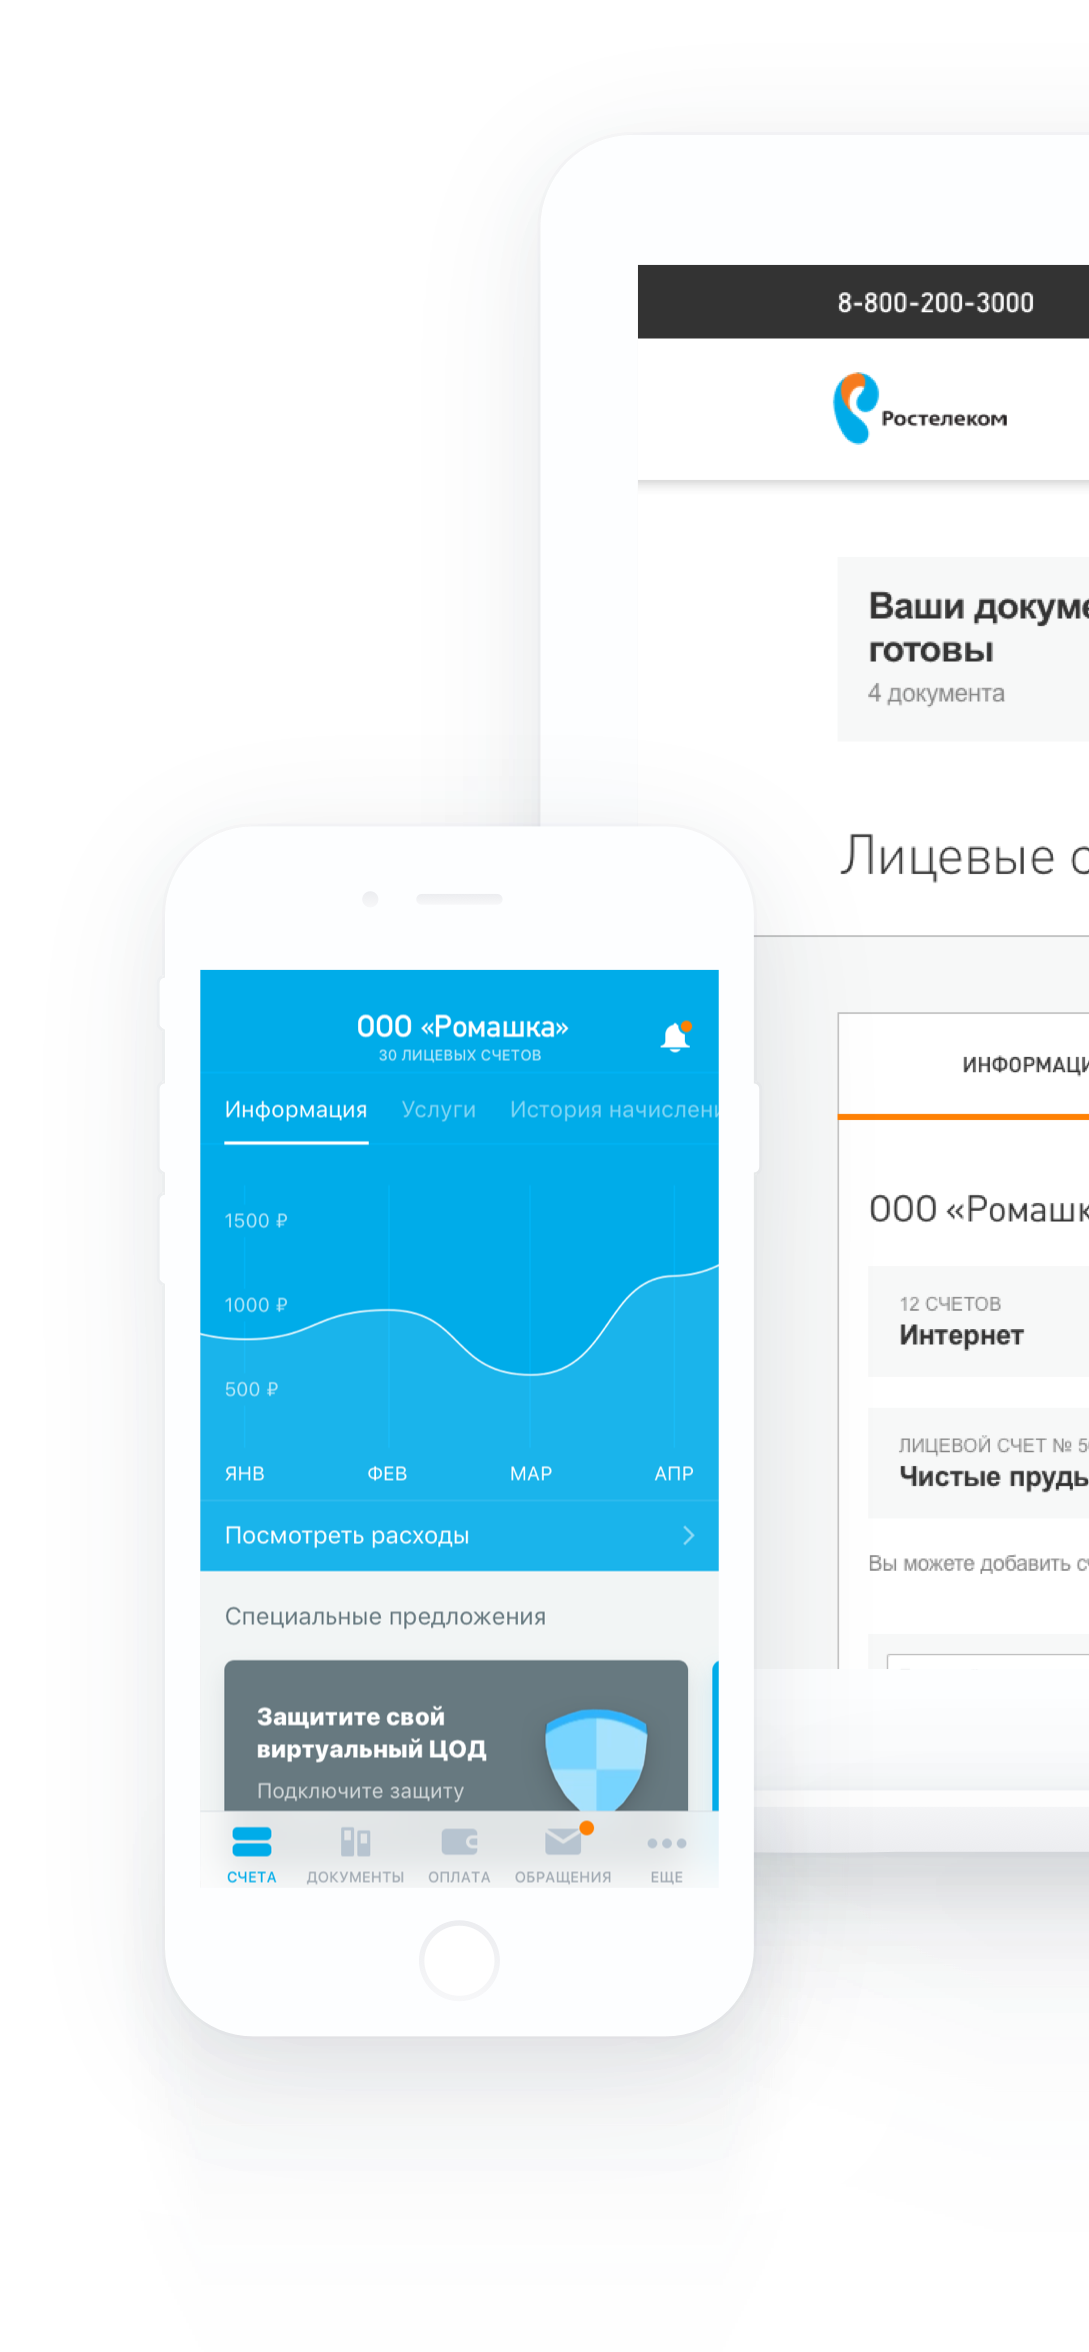 8-800-200-3000
Ростелеком
Ваши докуме
готовы
4 документа
Лицевые с
ИНФОРМАЦИ
ООО «Ромашк
12 СЧЕТОВ
Интернет
ЛИЦЕВОЙ СЧЕТ № 5
Чистые пруды
Вы можете добавить с
ООО «Ромашка»
30 ЛИЦЕВЫХ СЧЕТОВ
Информация Услуги История начислени
1500 ₽
1000 ₽
500 ₽
ЯНВ ФЕВ МАР АПР
Посмотреть расходы
Специальные предложения
Защитите свой
виртуальный ЦОД
Подключите защиту
СЧЕТА ДОКУМЕНТЫ ОПЛАТА ОБРАЩЕНИЯ ЕЩЕ